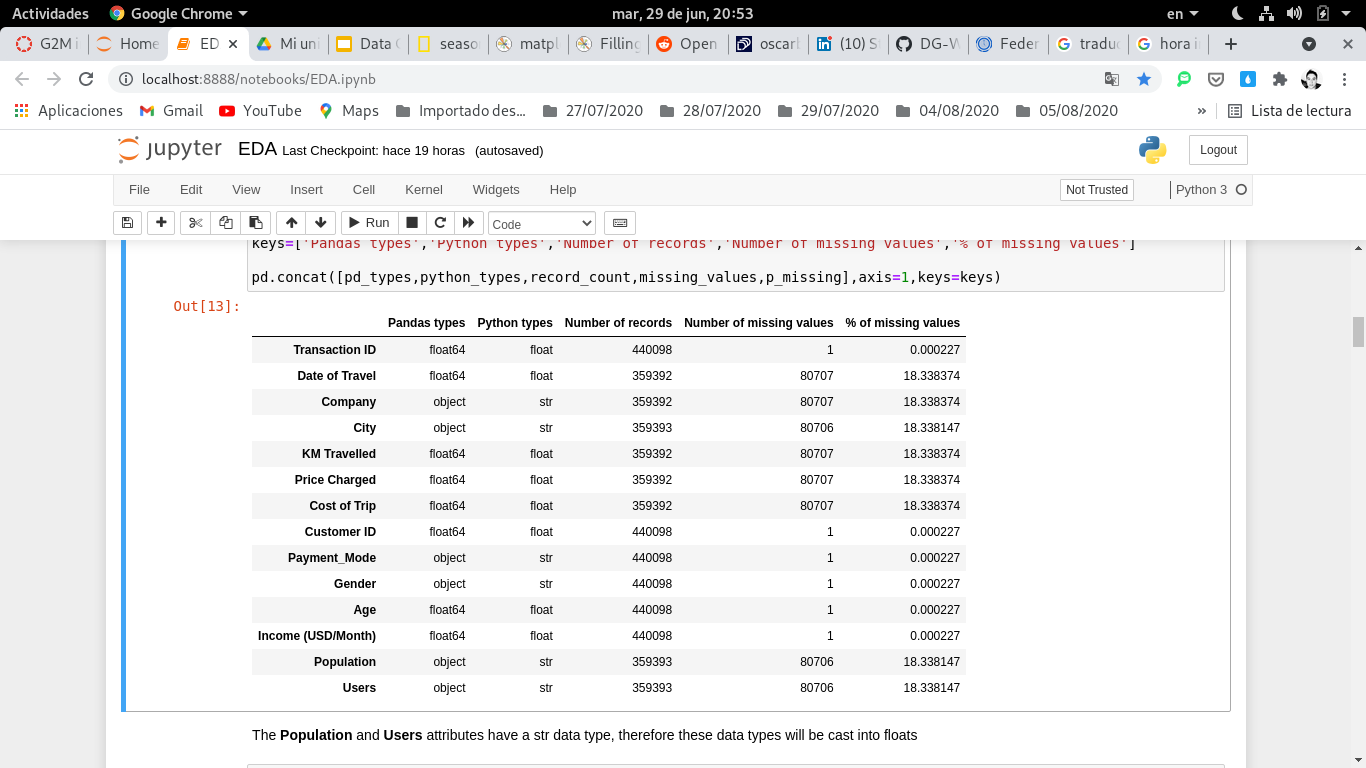 Actividades Google Chrome mar, 29 de jun, 20:53 en
G2M i Home ED Mi uni Data season matpl Filling Open oscarl (10) S DG-W Feder traduc hora i
localhost:8888/notebooks/EDA.ipynb
Aplicaciones Gmail YouTube Maps Importado des... 27/07/2020 28/07/2020 29/07/2020 04/08/2020 05/08/2020 » Lista de lectura
jupyter EDA Last Checkpoint: hace 19 horas (autosaved) Logout
File Edit View Insert Cell Kernel Widgets Help Not Trusted Python 3
Run Code
keys=['Pandas types','Python types','Number of records','Number of missing values','% of missing values']
pd.concat([pd_types,python_types,record_count,missing_values,p_missing],axis=1,keys=keys)
Out[13]:
Pandas types Python types Number of records Number of missing values % of missing values
Transaction ID float64 float 440098 1 0.000227
Date of Travel float64 float 359392 80707 18.338374
Company object str 359392 80707 18.338374
City object str 359393 80706 18.338147
KM Travelled float64 float 359392 80707 18.338374
Price Charged float64 float 359392 80707 18.338374
Cost of Trip float64 float 359392 80707 18.338374
Customer ID float64 float 440098 1 0.000227
Payment_Mode object str 440098 1 0.000227
Gender object str 440098 1 0.000227
Age float64 float 440098 1 0.000227
Income (USD/Month) float64 float 440098 1 0.000227
Population object str 359393 80706 18.338147
Users object str 359393 80706 18.338147
The Population and Users attributes have a str data type, therefore these data types will be cast into floats